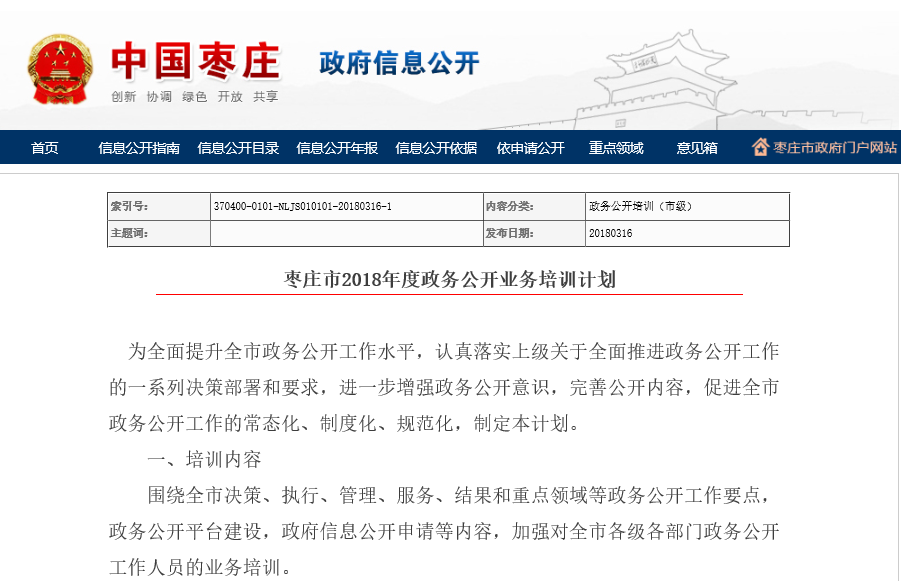 中国枣庄
政府信息公开
创新 协调 绿色 开放 共享
首页 信息公开指南 信息公开目录 信息公开年报 信息公开依据 依申请公开 重点领域 意见箱 枣庄市政府门户网站
索引号: 370400-0101-NLJS010101-20180316-1 内容分类: 政务公开培训（市级）
主题词: 发布日期: 20180316
枣庄市2018年度政务公开业务培训计划
为全面提升全市政务公开工作水平，认真落实上级关于全面推进政务公开工作
的一系列决策部署和要求，进一步增强政务公开意识，完善公开内容，促进全市
政务公开工作的常态化、制度化、规范化，制定本计划。
一、培训内容
围绕全市决策、执行、管理、服务、结果和重点领域等政务公开工作要点，
政务公开平台建设，政府信息公开申请等内容，加强对全市各级各部门政务公开
工作人员的业务培训。